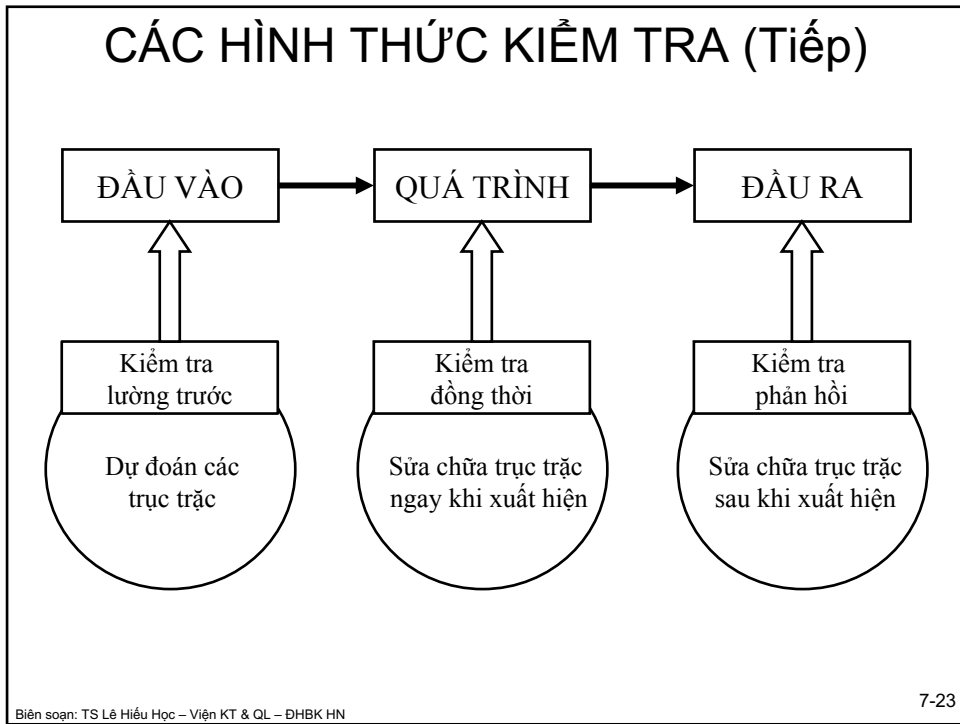 CÁC HÌNH THỨC KIỂM TRA (Tiếp)
ĐẦU VÀO
QUÁ TRÌNH
ĐẦU RA
Kiểm tra
lường trước
Dự đoán các
trục trặc
Kiểm tra
đồng thời
Sửa chữa trục trặc
ngay khi xuất hiện
Kiểm tra
phản hồi
Sửa chữa trục trặc
sau khi xuất hiện
Biên soạn: TS Lê Hiếu Học – Viện KT & QL – ĐHBK HN
7-23